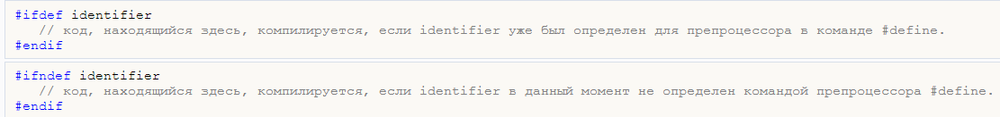 #ifdef identifier
// код, находящийся здесь, компилируется, если identifier уже был определен для препроцессора в команде #define.
#endif
#ifndef identifier
// код, находящийся здесь, компилируется, если identifier в данный момент не определен командой препроцессора #define.
#endif